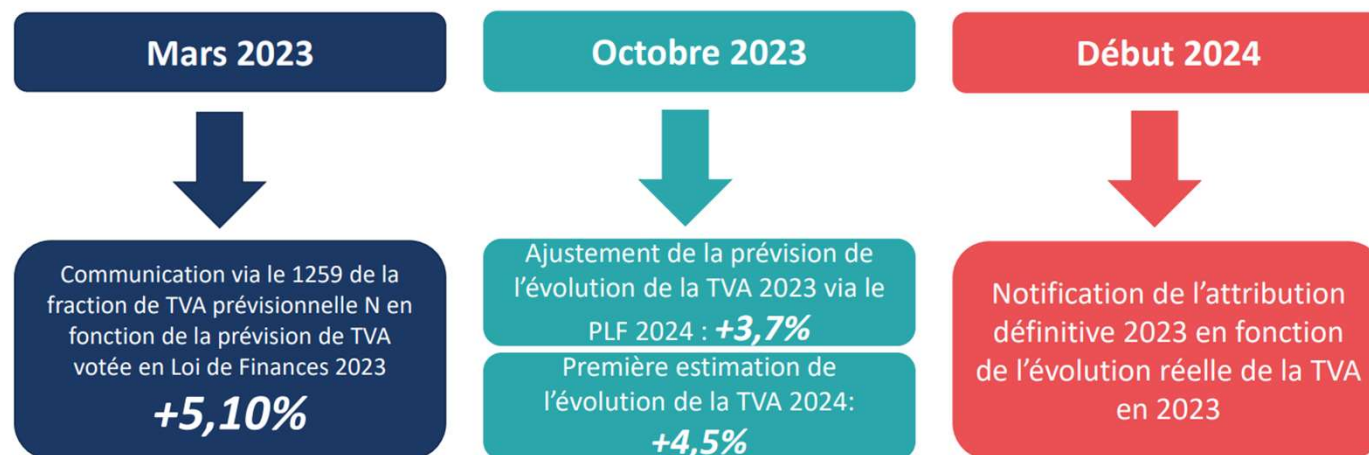 Mars 2023
Communication via le 1259 de la
fraction de TVA prévisionnelle N en
fonction de la prévision de TVA
votée en Loi de Finances 2023
+5,10%
Octobre 2023
Ajustement de la prévision de
l’évolution de la TVA 2023 via le
PLF 2024 : +3,7%
Première estimation de
l’évolution de la TVA 2024:
+4,5%
Début 2024
Notification de l’attribution
définitive 2023 en fonction
de l’évolution réelle de la TVA
en 2023